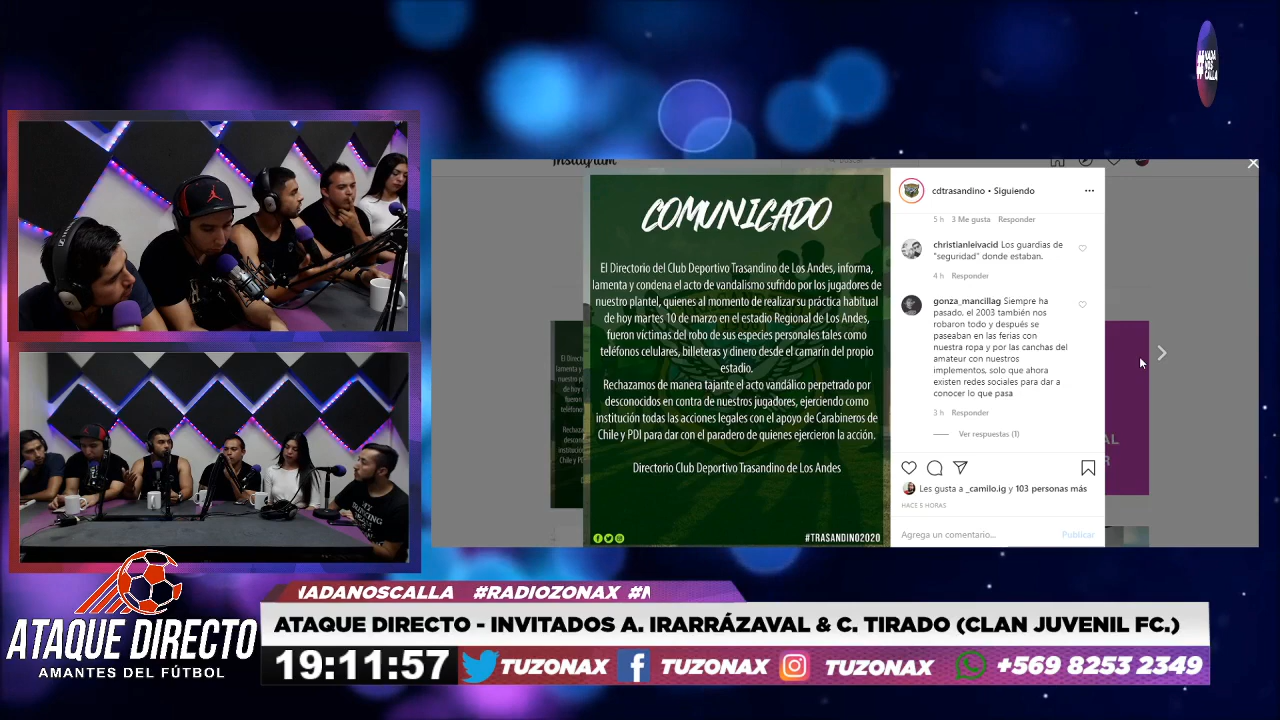 #NADA
NOS
CALLA
Instagram
COMUNICADO
El Directorio del Club Deportivo Trasandino de Los Andes, informa,
lamenta y condena el acto de vandalismo sufrido por los jugadores de
nuestro plantel, quienes al momento de realizar su práctica habitual
de hoy martes 10 de marzo en el estadio Regional de Los Andes,
fueron víctimas del robo de sus especies personales tales como
teléfonos celulares, billeteras y dinero desde el camarín del propio
estadio.
Rechazamos de manera tajante el acto vandálico perpetrado por
desconocidos en contra de nuestros jugadores, ejerciendo como
institución todas las acciones legales con el apoyo de Carabineros de
Chile y PDI para dar con el paradero de quienes ejercieron la acción.
Directorio Club Deportivo Trasandino de Los Andes
#TRASANDINO2020
cdtrasandino • Siguiendo
5 h 3 Me gusta Responder
christianleivacid Los guardias de
"seguridad" donde estaban.
4 h Responder
gonza_mancillag Siempre ha
pasado, el 2003 también nos
robaron todo y después se
paseaban en las ferias con
nuestra ropa y por las canchas del
amateur con nuestros
implementos, solo que ahora
existen redes sociales para dar a
conocer lo que pasa
3 h Responder
Ver respuestas (1)
Les gusta a _camilo.ig y 103 personas más
HACE 5 HORAS
Agrega un comentario...
Publicar
ATAQUE DIRECTO
AMANTES DEL FÚTBOL
NADANOSCALLA #RADIOZONAX #N
ATAQUE DIRECTO - INVITADOS A. IRARRÁZAVAL & C. TIRADO (CLAN JUVENIL FC.)
19:11:57 TUZONAX TUZONAX TUZONAX +569 8253 2349